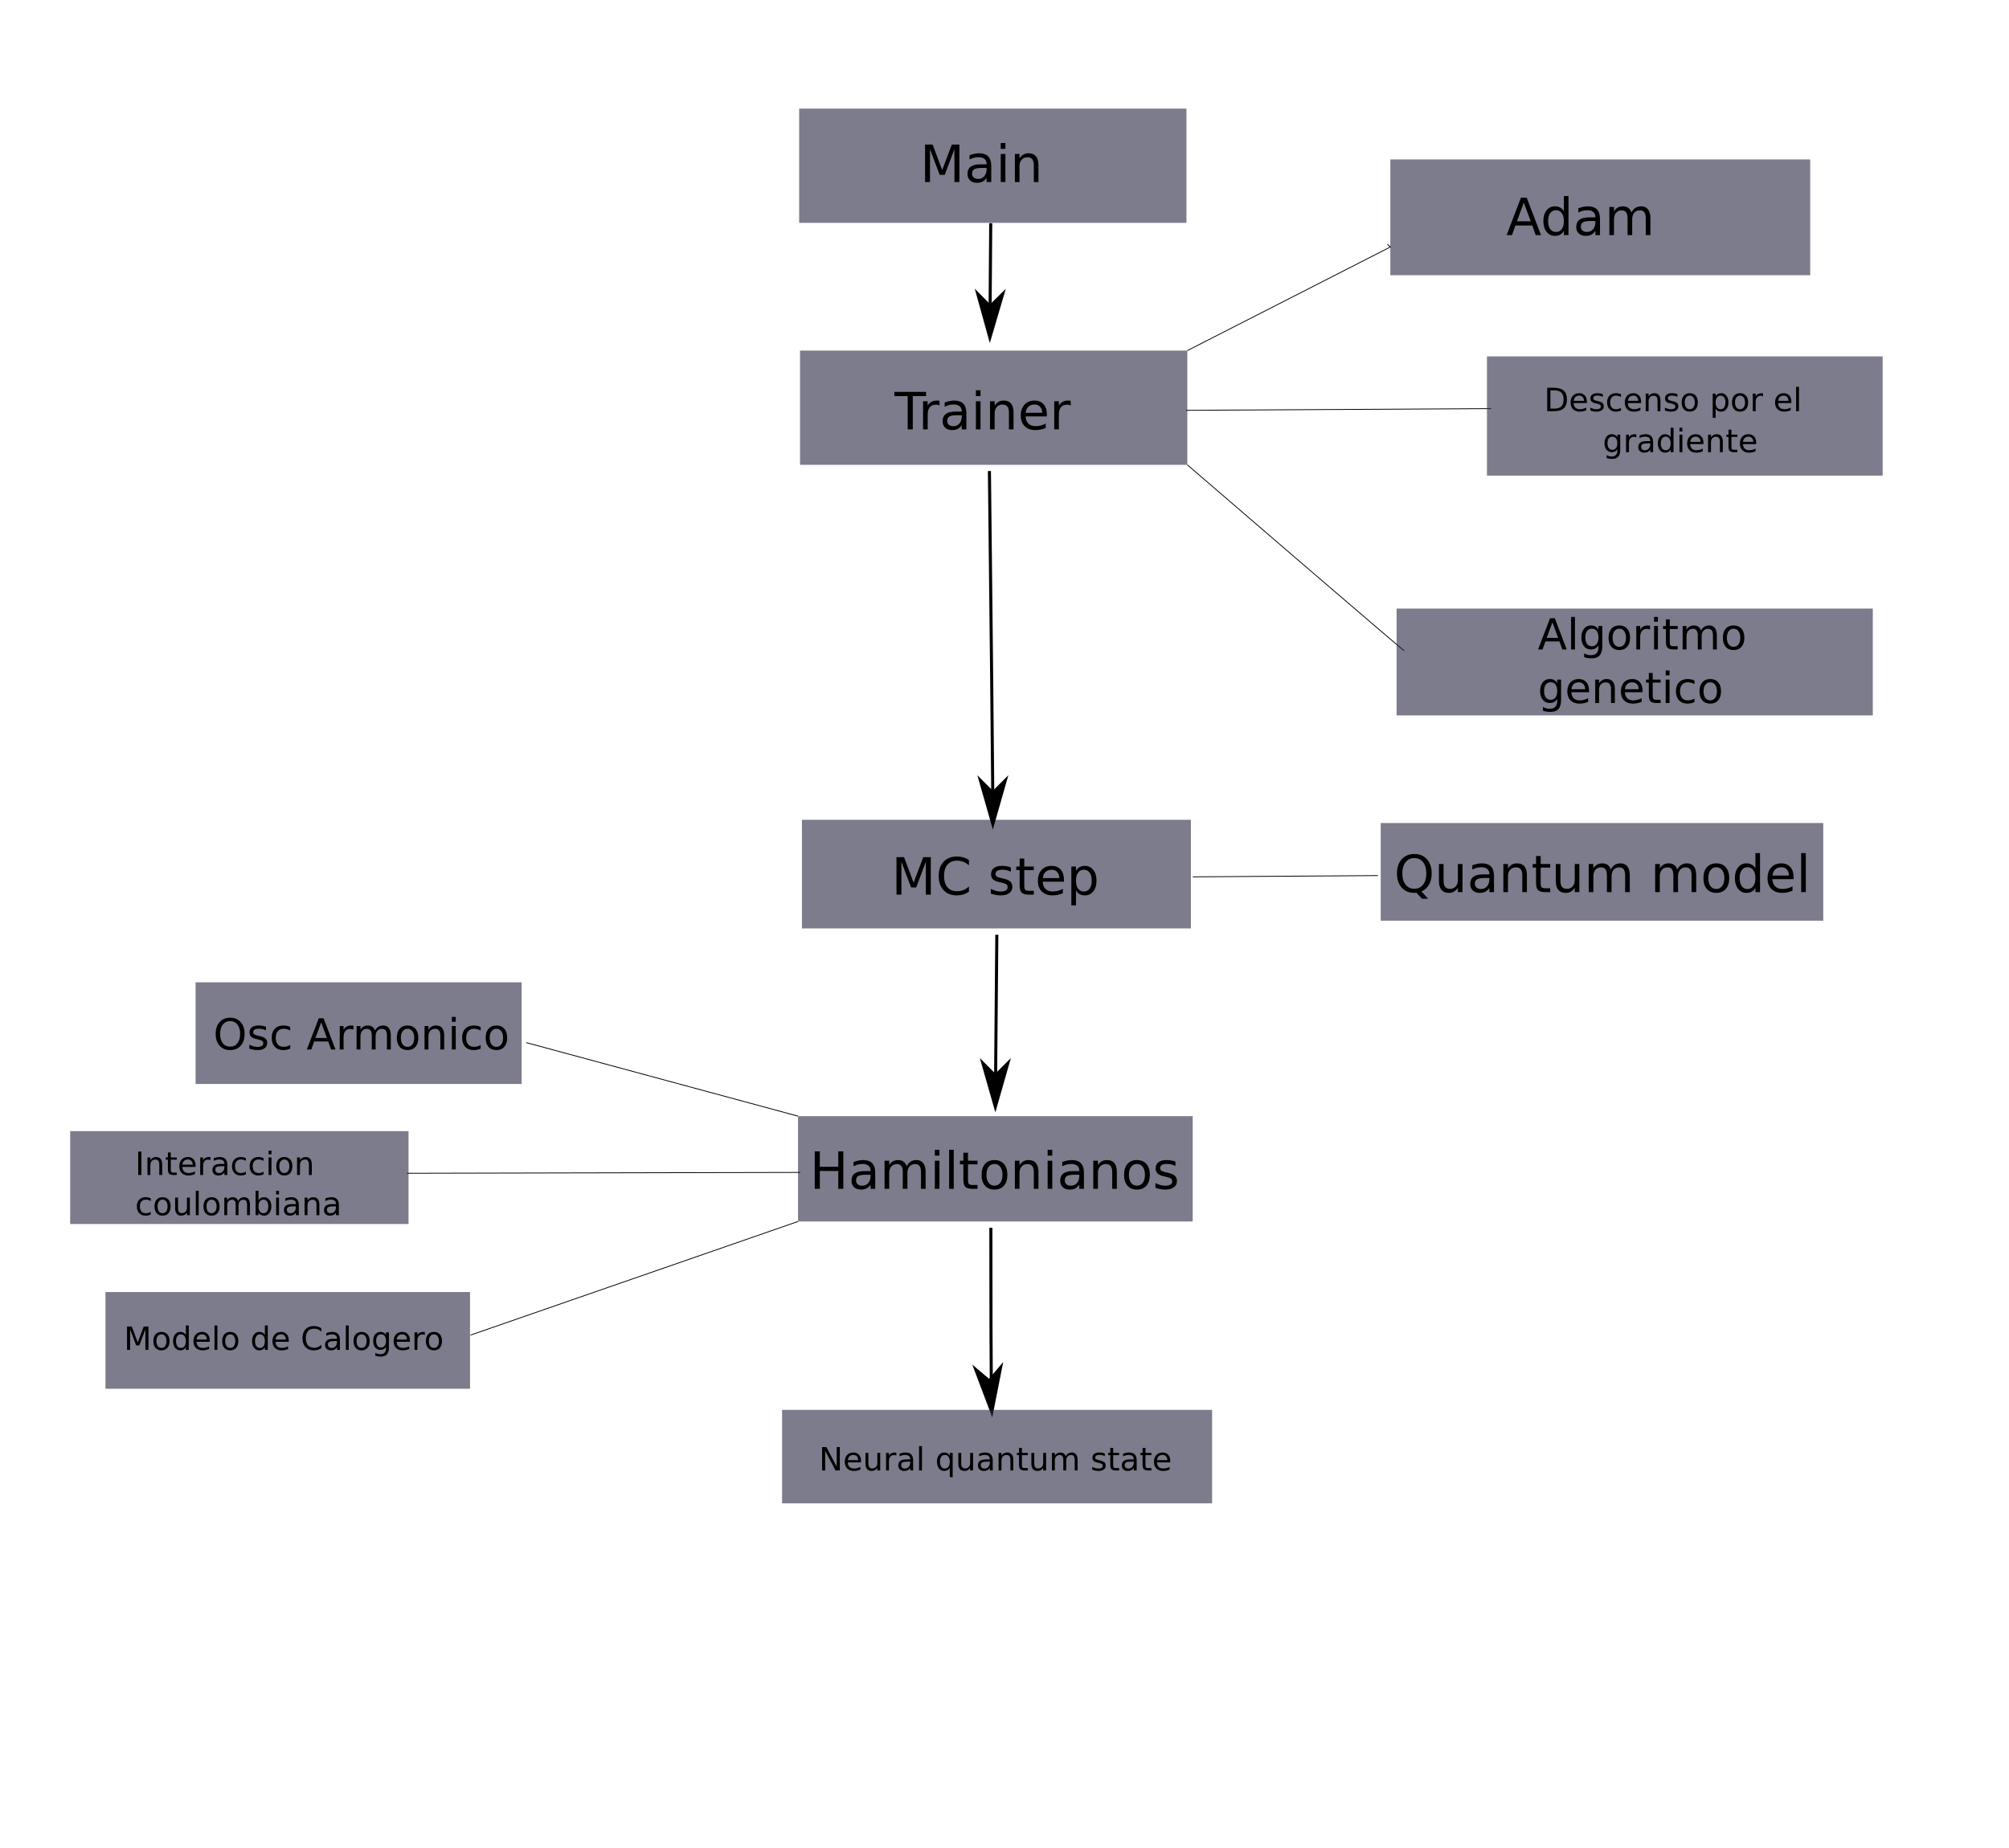 Main
Adam
Trainer
Descenso por el
gradiente
Algoritmo
genetico
MC step
Quantum model
Osc Armonico
Hamiltonianos
Interaccion
coulombiana
Modelo de Calogero
Neural quantum state